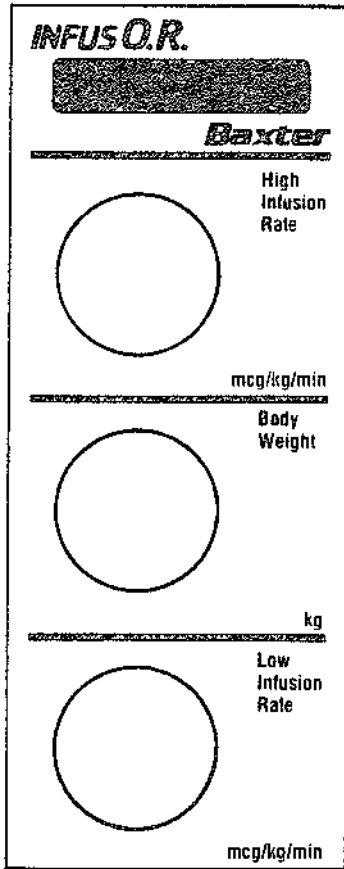 INFUS O.R.
Baxter
High
Infusion
Rate
mcg/kg/min
Body
Weight
kg
Low
Infusion
Rate
mcg/kg/min